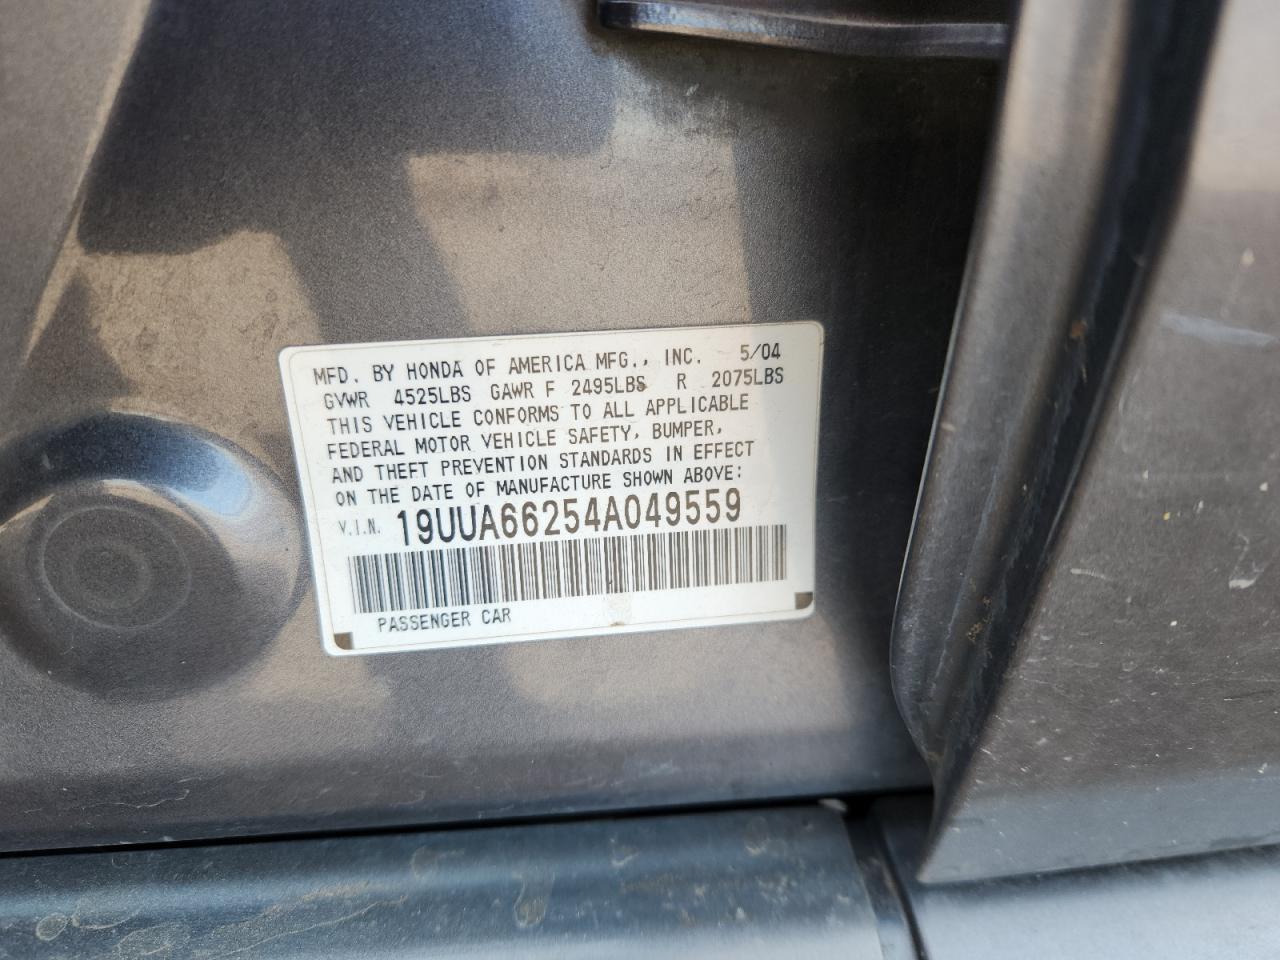 MFD. BY HONDA OF AMERICA MFG., INC. 5/04
GVWR 4525LBS GAWR F 2495LBS R 2075LBS
THIS VEHICLE CONFORMS TO ALL APPLICABLE
FEDERAL MOTOR VEHICLE SAFETY, BUMPER,
AND THEFT PREVENTION STANDARDS IN EFFECT
ON THE DATE OF MANUFACTURE SHOWN ABOVE:
V.I.N. 19UUA66254A049559
PASSENGER CAR